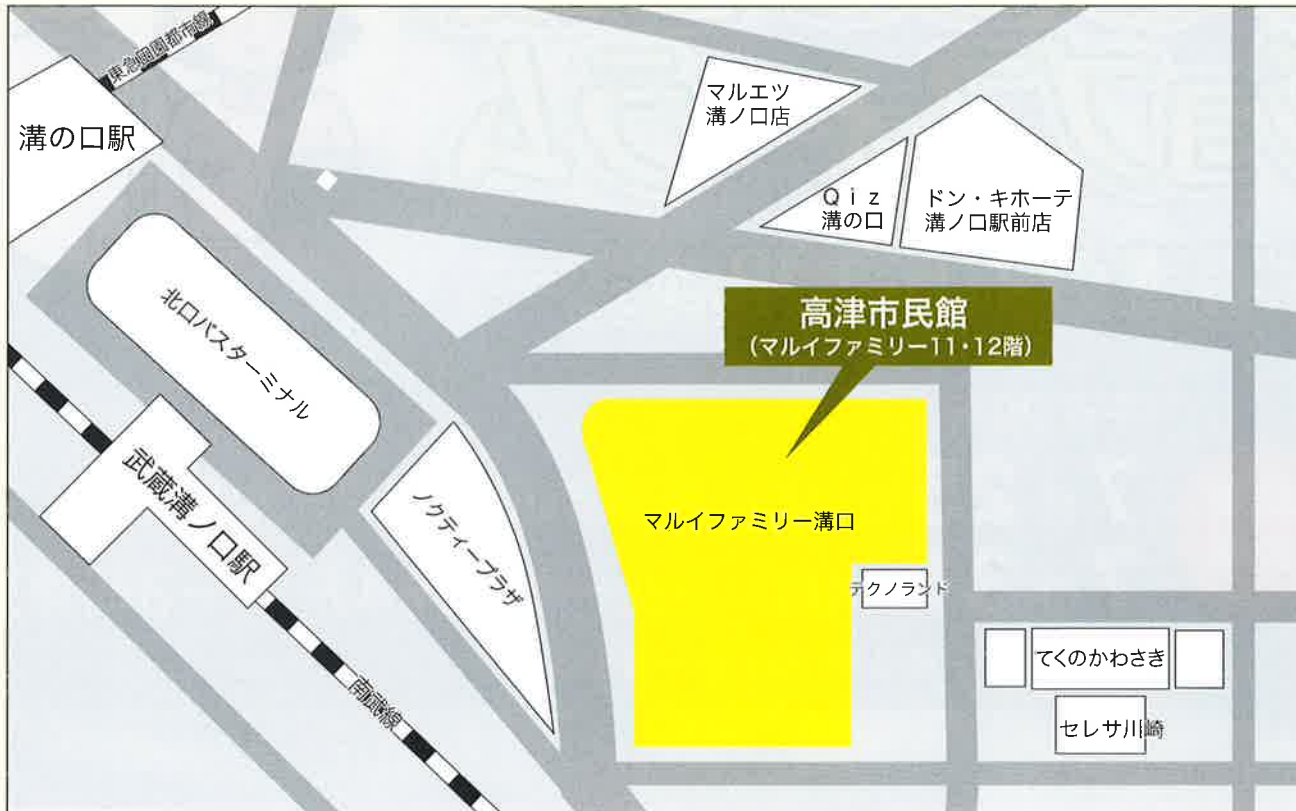 東急田園都市線
溝の口駅
マルエツ
溝ノ口店
Ｑｉｚ
溝の口
ドン・キホーテ
溝ノ口駅前店
北口バスターミナル
高津市民館
(マルイファミリー11・12階)
武蔵溝ノ口駅
ノクティープラザ
マルイファミリー溝口
テクノランド
てくのかわさき
南武線
セレサ川崎